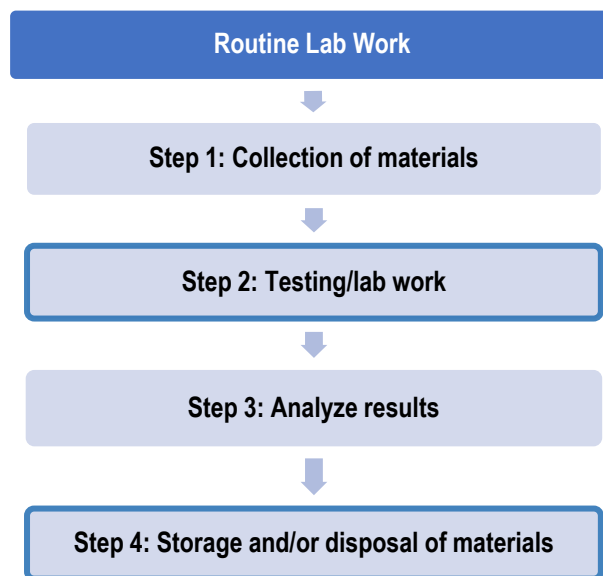 Routine Lab Work
Step 1: Collection of materials
Step 2: Testing/lab work
Step 3: Analyze results
Step 4: Storage and/or disposal of materials